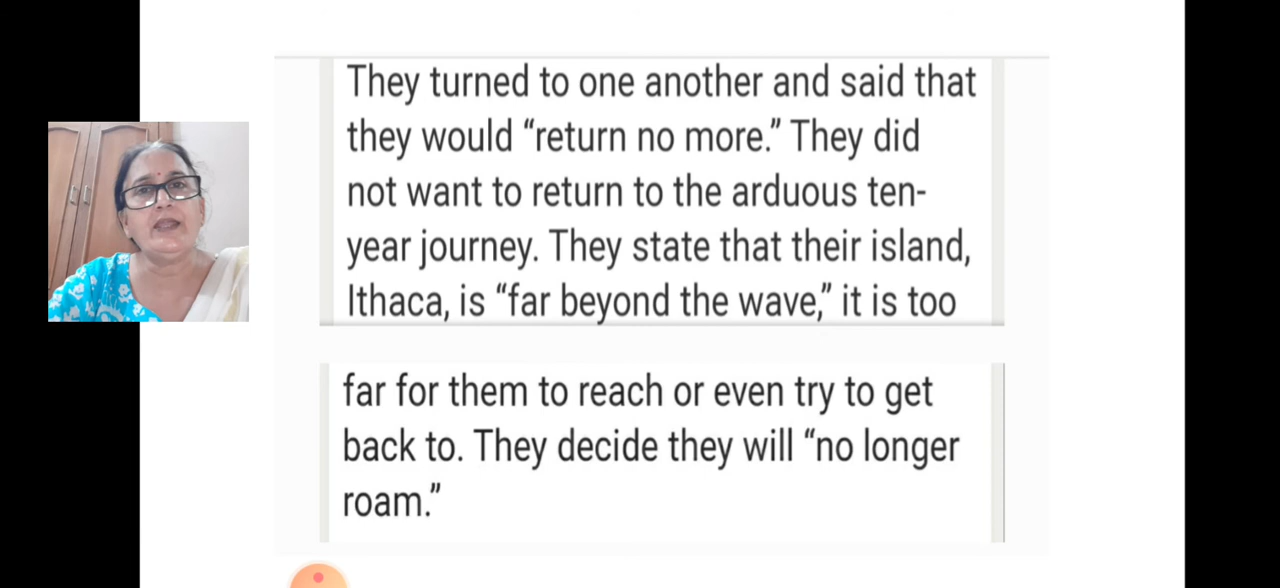 They turned to one another and said that
they would “return no more.” They did
not want to return to the arduous ten-
year journey. They state that their island,
Ithaca, is “far beyond the wave,” it is too
far for them to reach or even try to get
back to. They decide they will “no longer
roam.”